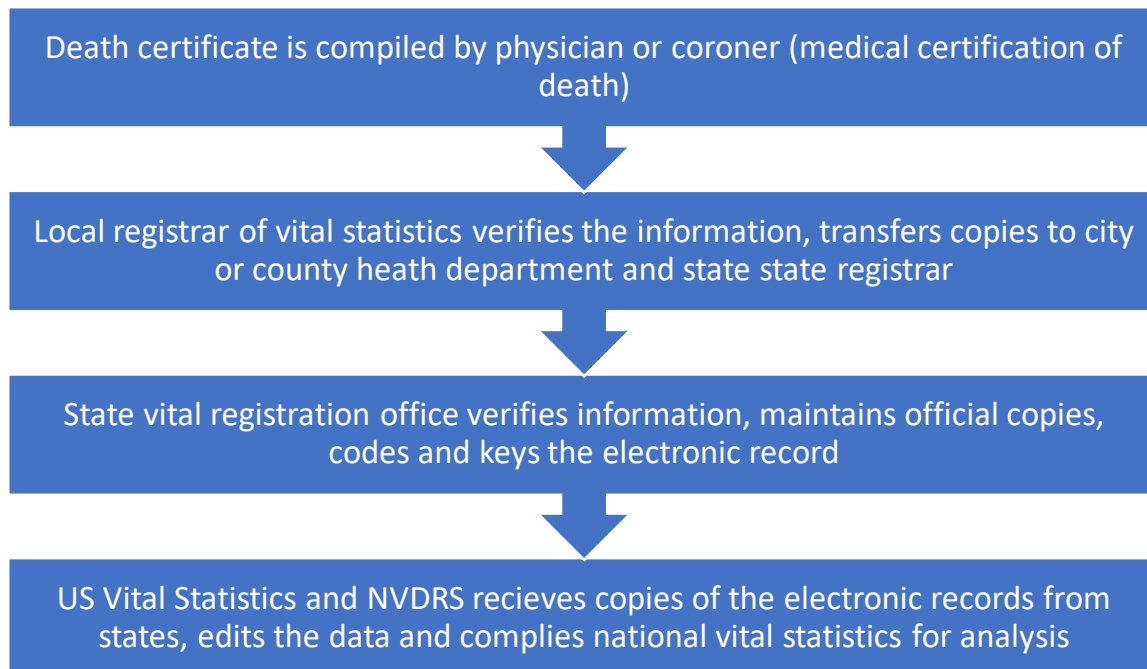 Death certificate is compiled by physician or coroner (medical certification of
death)
Local registrar of vital statistics verifies the information, transfers copies to city
or county heath department and state state registrar
State vital registration office verifies information, maintains official copies,
codes and keys the electronic record
US Vital Statistics and NVDRS recieves copies of the electronic records from
states, edits the data and complies national vital statistics for analysis